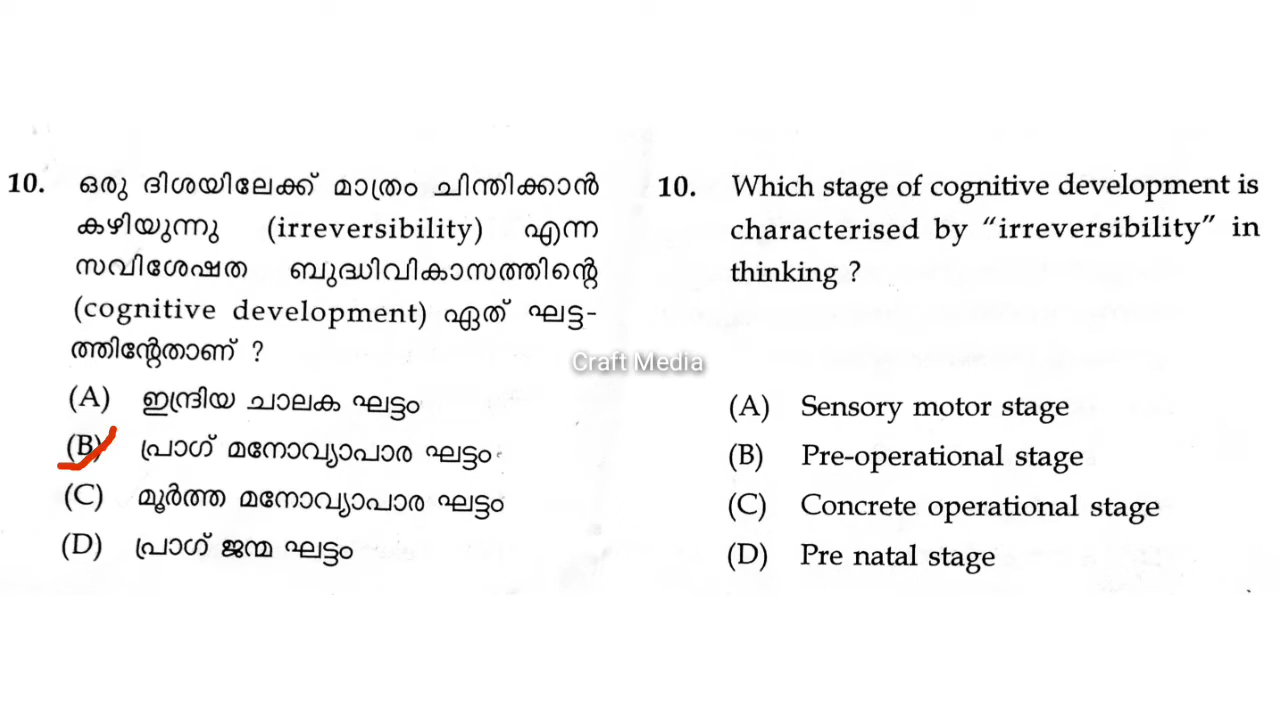 10. ഒരു ദിശയിലേക്ക് മാത്രം ചിന്തിക്കാൻ
കഴിയുന്നു (irreversibility) എന്ന
സവിശേഷത ബുദ്ധിവികാസത്തിന്റെ
(cognitive development) ഏത് ഘട്ട-
ത്തിന്റേതാണ് ?
(A) ഇന്ദ്രിയ ചാലക ഘട്ടം
(B) പ്രാഗ് മനോവ്യാപാര ഘട്ടം
(C) മൂർത്ത മനോവ്യാപാര ഘട്ടം
(D) പ്രാഗ് ജന്മ ഘട്ടം
Craft Media
10. Which stage of cognitive development is
characterised by “irreversibility” in
thinking ?
(A) Sensory motor stage
(B) Pre-operational stage
(C) Concrete operational stage
(D) Pre natal stage